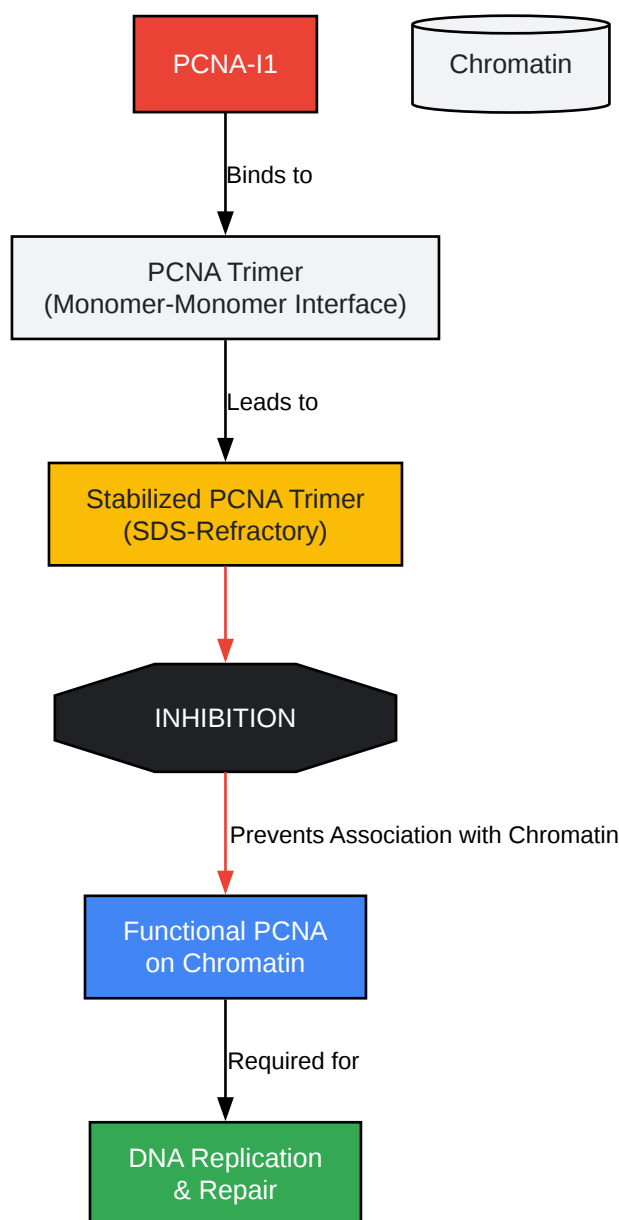 PCNA-I1
Chromatin
Binds to
PCNA Trimer
(Monomer-Monomer Interface)
Leads to
Stabilized PCNA Trimer
(SDS-Refractory)
INHIBITION
Prevents Association with Chromatin
Functional PCNA
on Chromatin
Required for
DNA Replication
& Repair